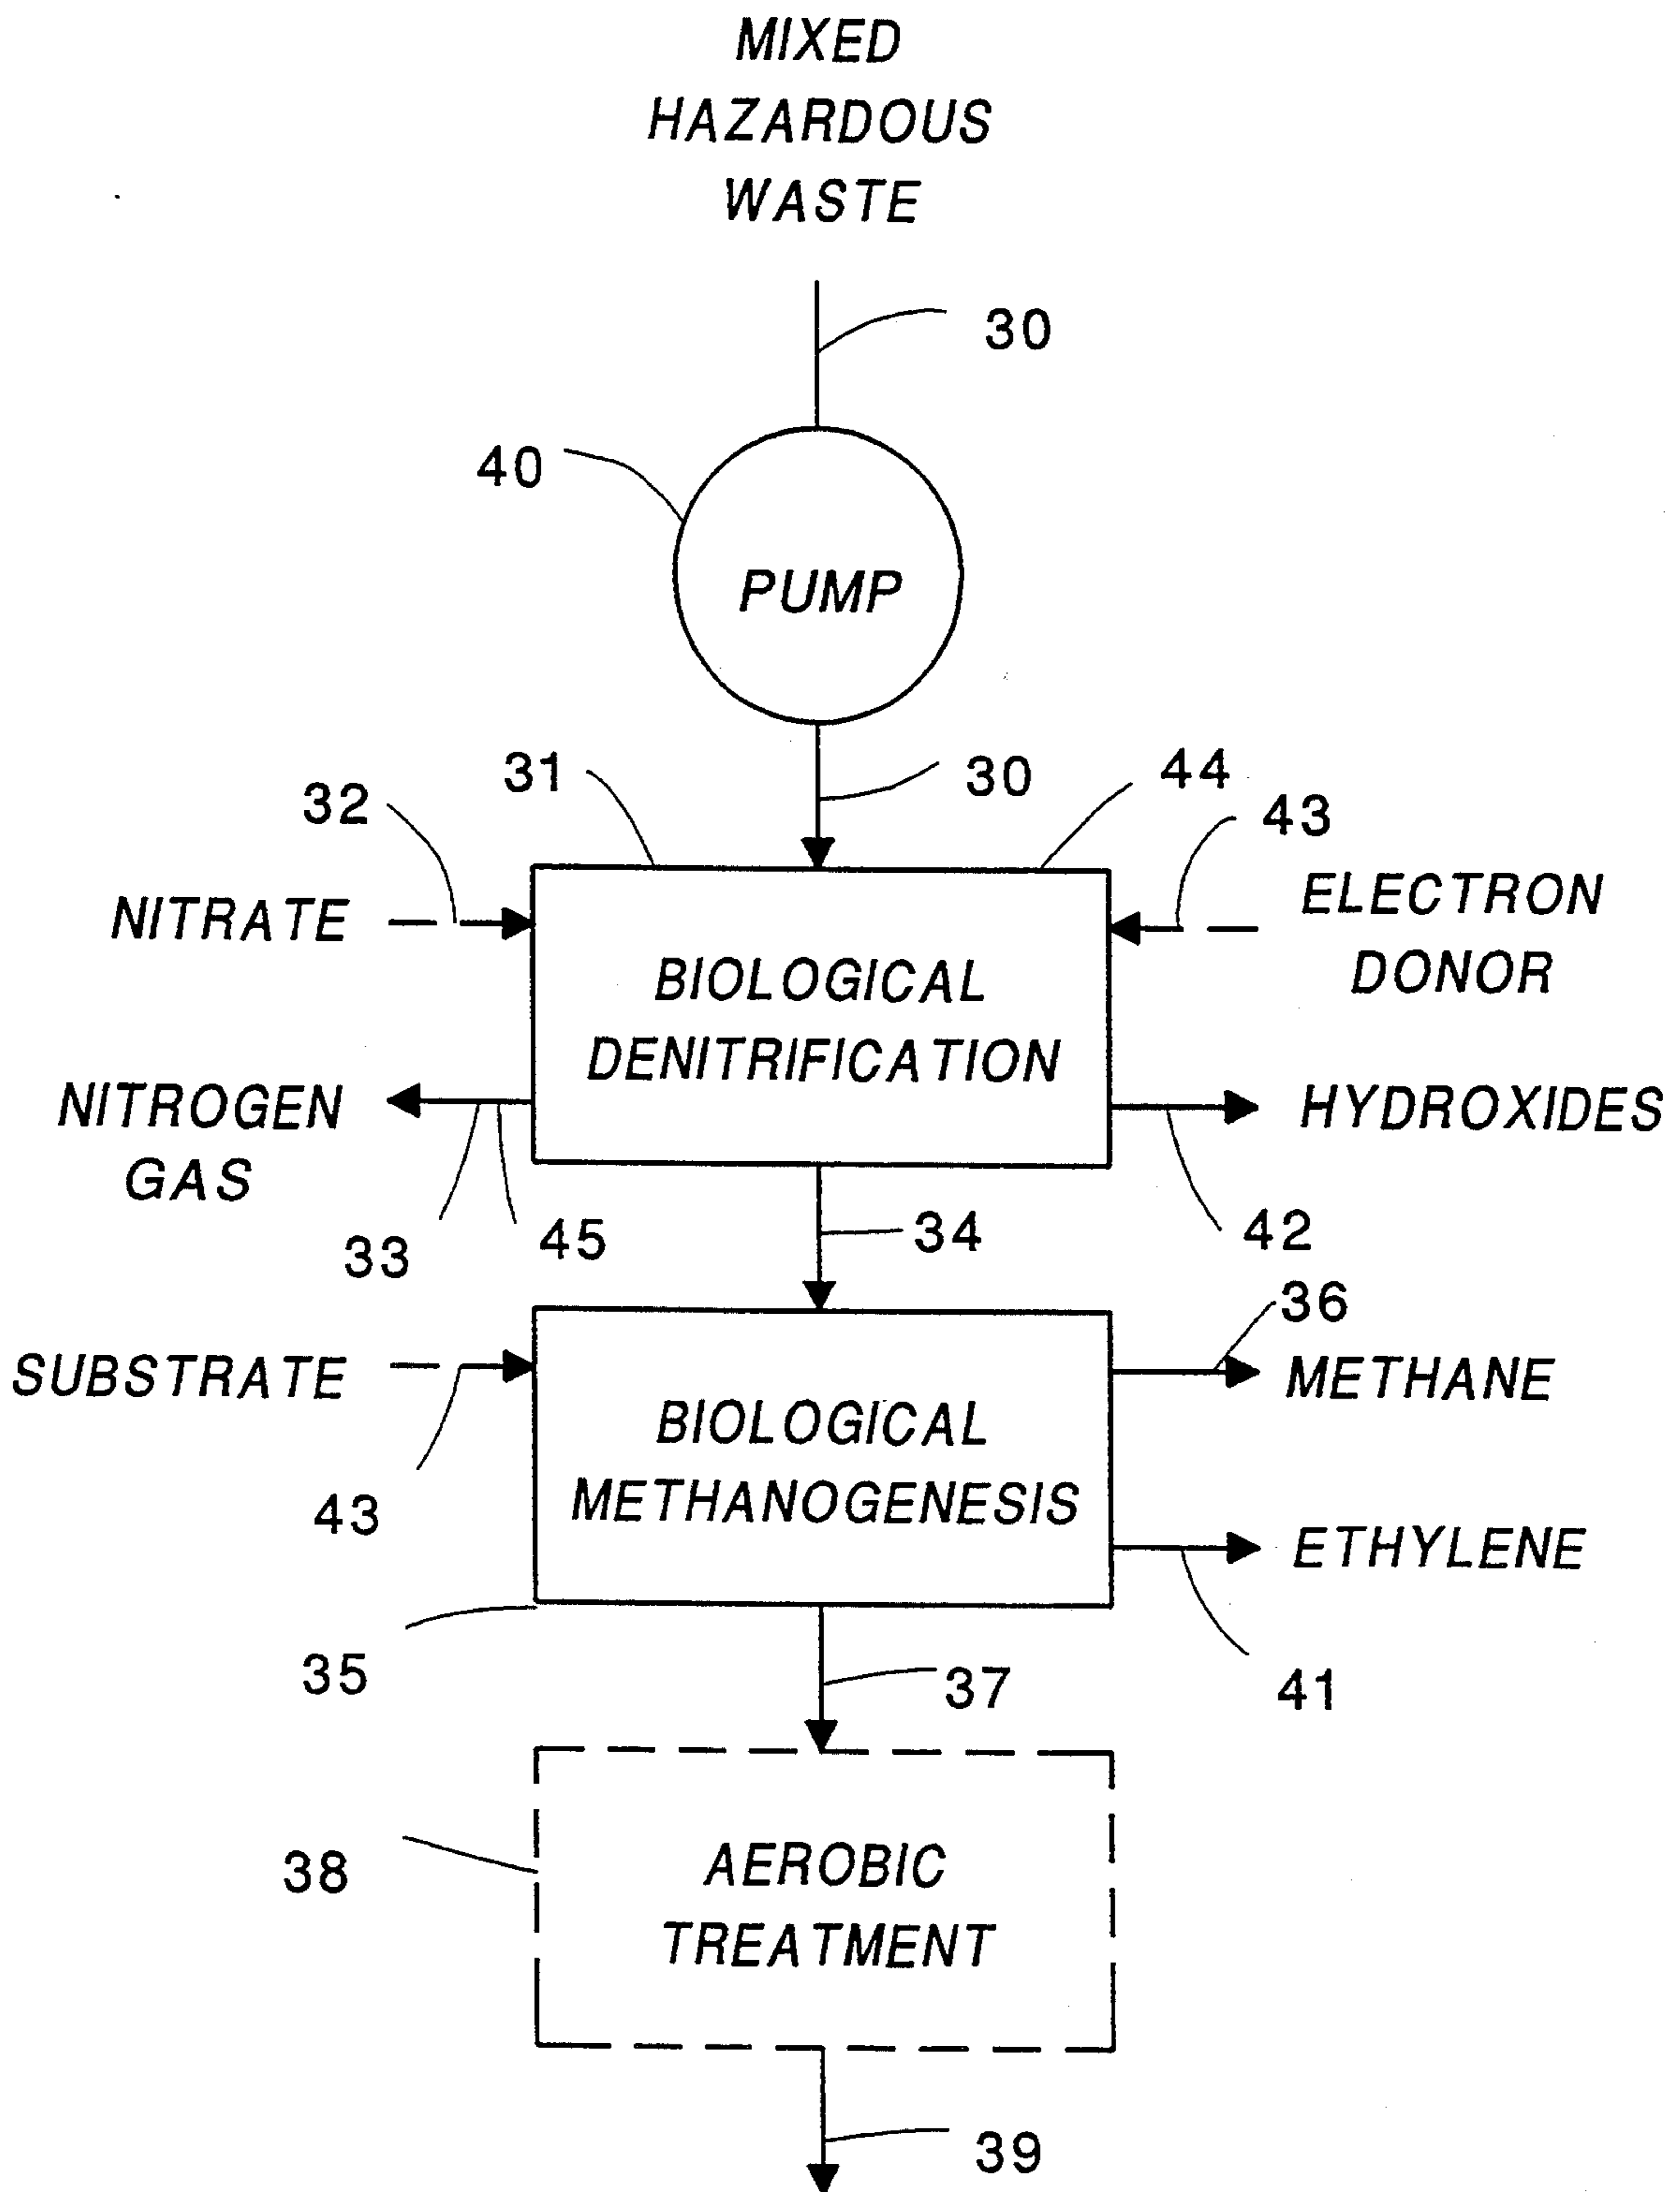 MIXED
HAZARDOUS
WASTE
30
40
PUMP
31
30
44
32
43
NITRATE
ELECTRON
DONOR
BIOLOGICAL
DENITRIFICATION
NITROGEN
GAS
HYDROXIDES
33
45
34
42
36
SUBSTRATE
METHANE
BIOLOGICAL
METHANOGENESIS
43
ETHYLENE
35
37
41
38
AEROBIC
TREATMENT
39